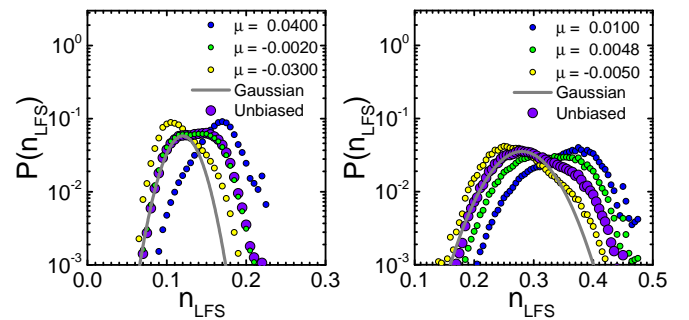 10^0
10^-1
10^-2
10^-3
P(n_LFS)
μ = 0.0400
μ = -0.0020
μ = -0.0300
Gaussian
Unbiased
0.0 0.1 0.2 0.3
n_LFS
10^0
10^-1
10^-2
10^-3
P(n_LFS)
μ = 0.0100
μ = 0.0048
μ = -0.0050
Gaussian
Unbiased
0.1 0.2 0.3 0.4 0.5
n_LFS